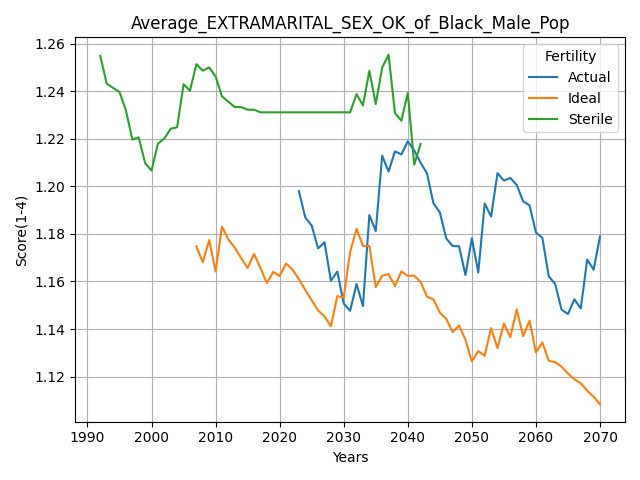 Average_EXTRAMARITAL_SEX_OK_of_Black_Male_Pop
Fertility
Actual
Ideal
Sterile
Score(1-4)
1.26
1.24
1.22
1.20
1.18
1.16
1.14
1.12
1990 2000 2010 2020 2030 2040 2050 2060 2070
Years